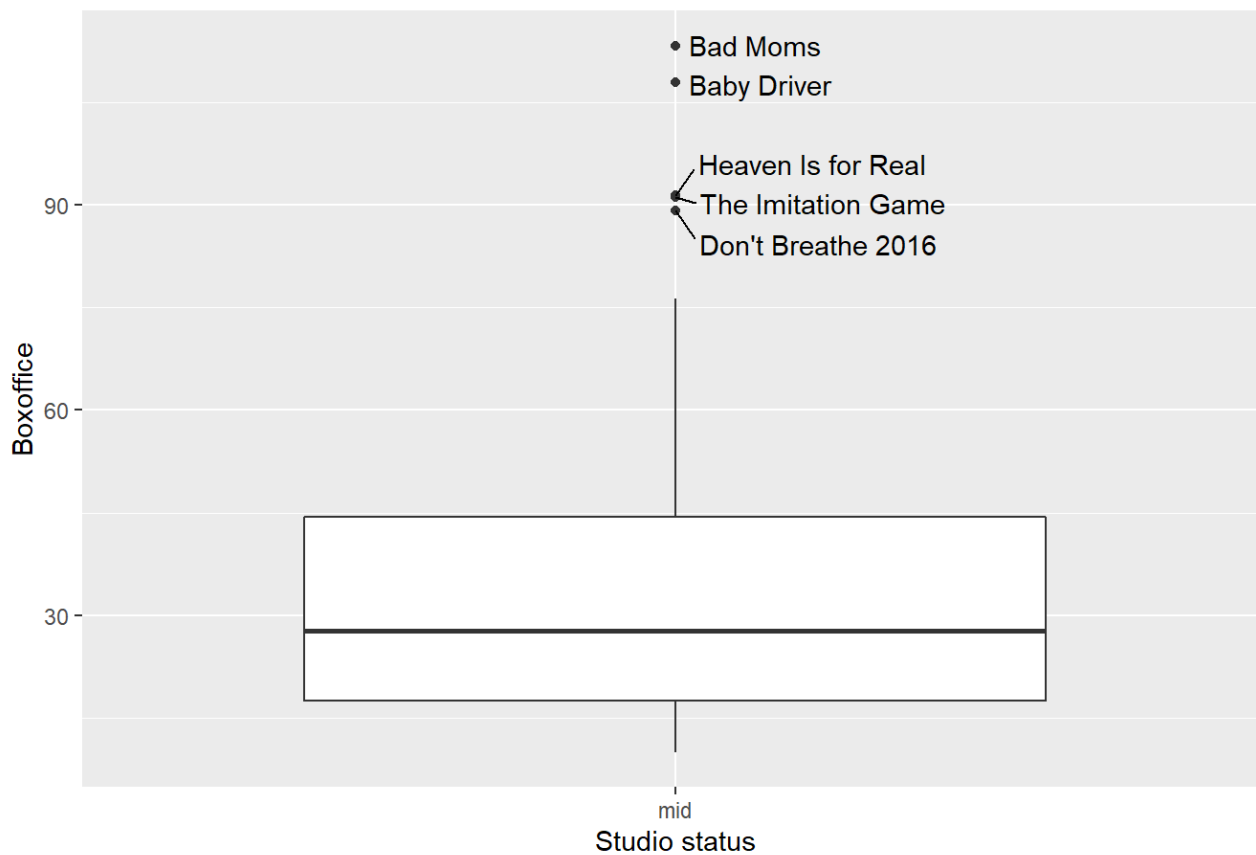 Bad Moms
Baby Driver
Heaven Is for Real
90
The Imitation Game
Don't Breathe 2016
Boxoffice
60
30
mid
Studio status